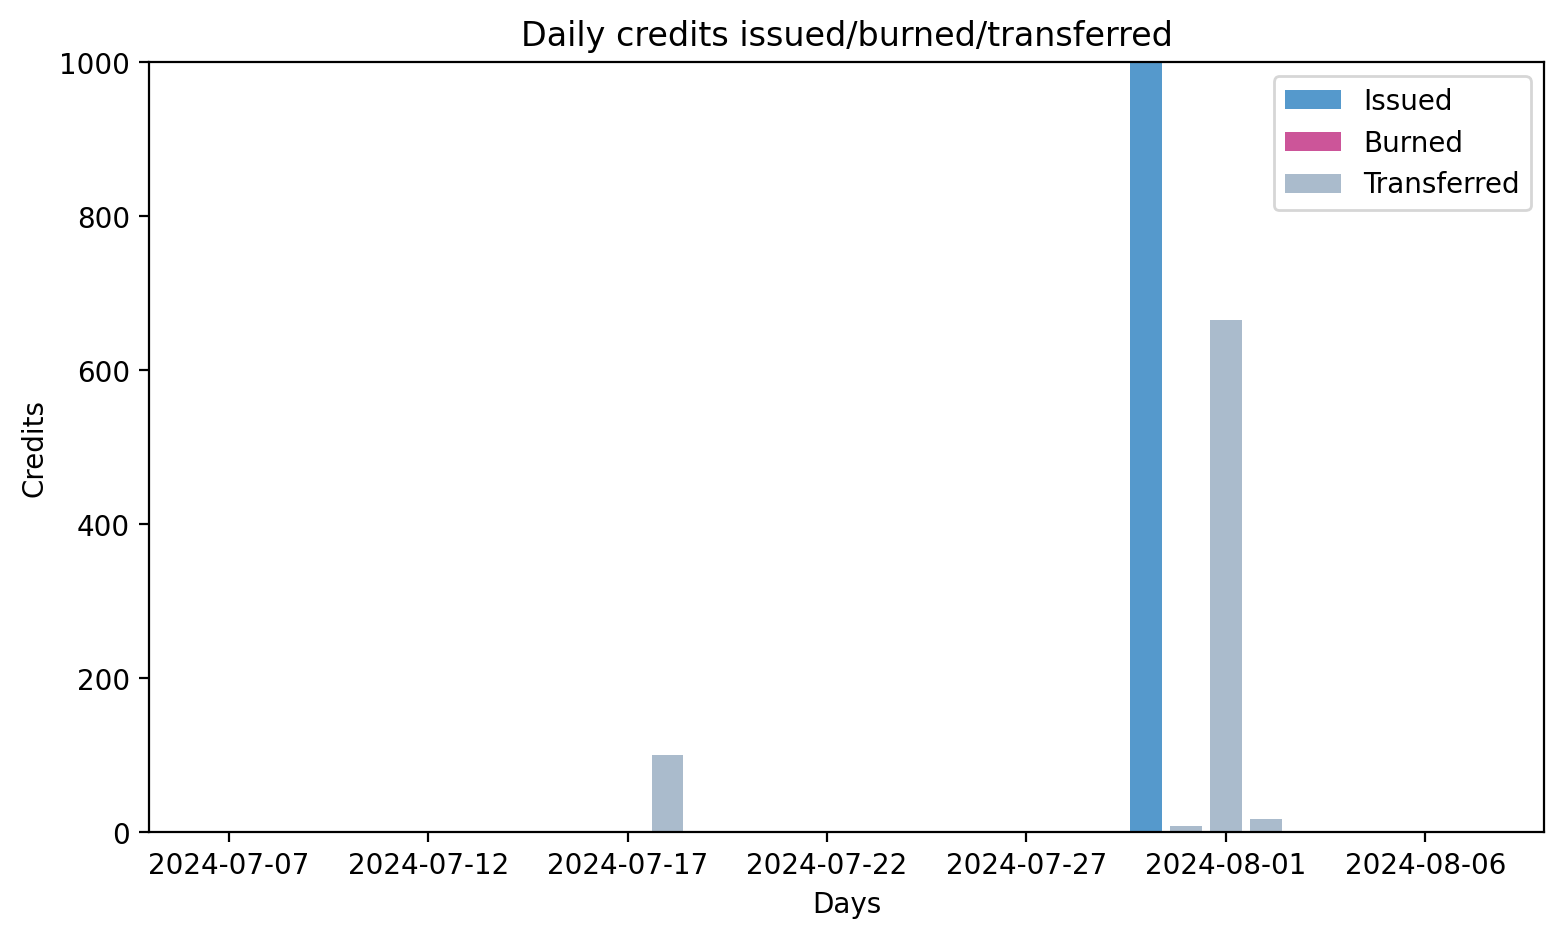 Daily credits issued/burned/transferred
1000
800
600
400
200
0
Credits
Issued
Burned
Transferred
2024-07-07 2024-07-12 2024-07-17 2024-07-22 2024-07-27 2024-08-01 2024-08-06
Days